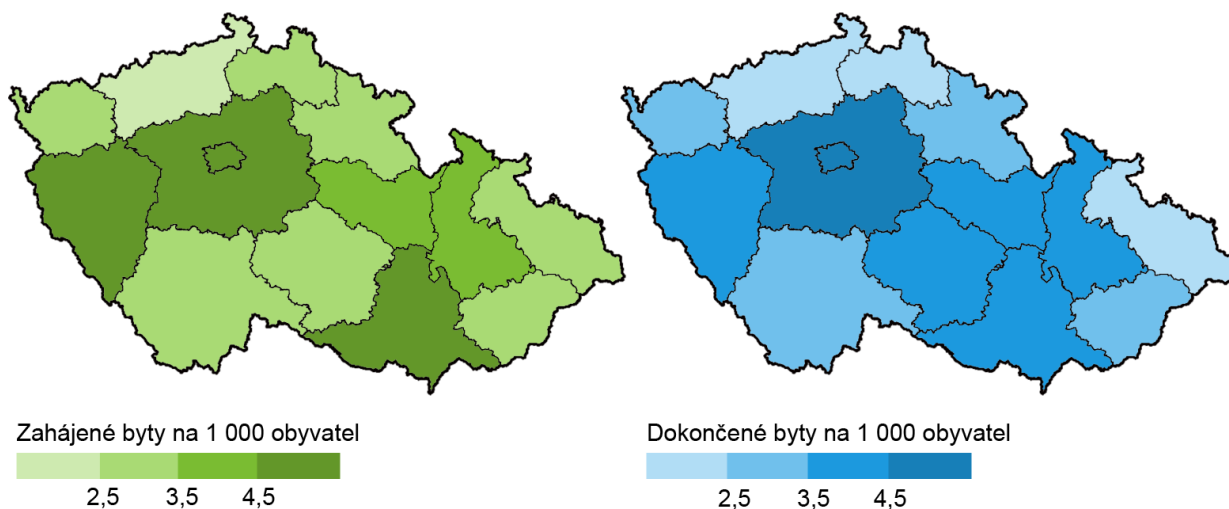 Zahájené byty na 1 000 obyvatel
2,5 3,5 4,5
Dokončené byty na 1 000 obyvatel
2,5 3,5 4,5